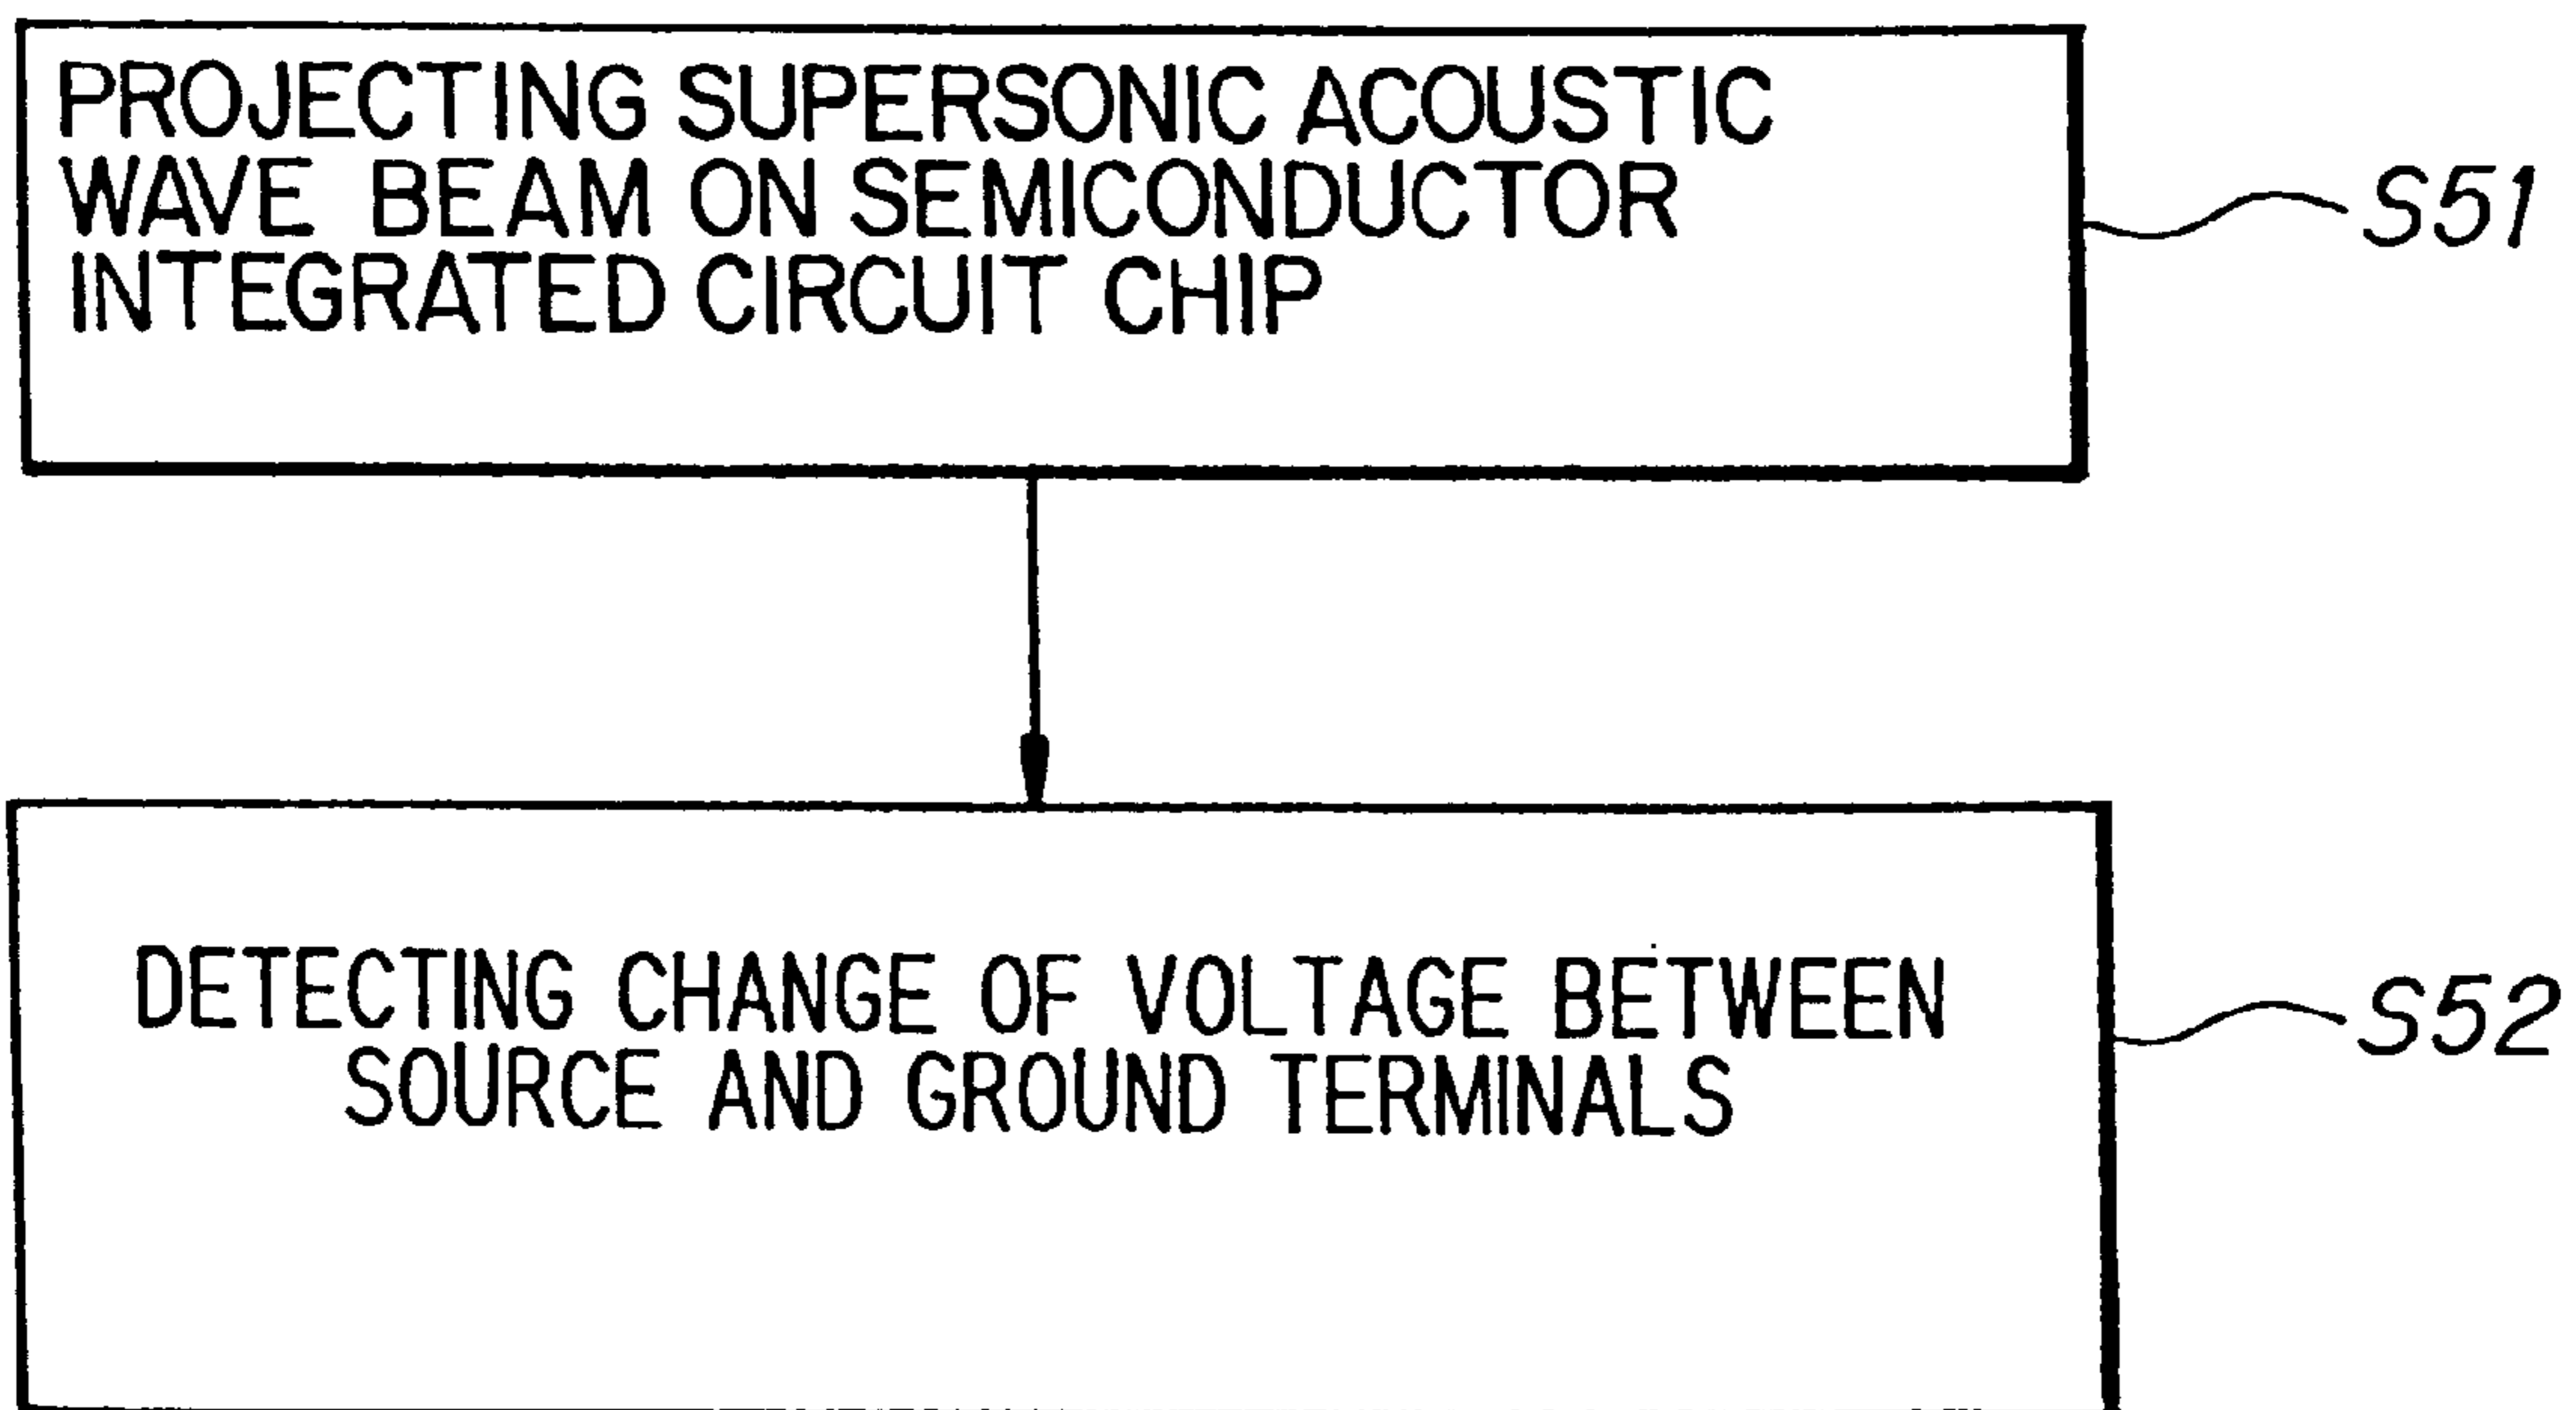 PROJECTING SUPERSONIC ACOUSTIC
WAVE BEAM ON SEMICONDUCTOR
INTEGRATED CIRCUIT CHIP
S51
DETECTING CHANGE OF VOLTAGE BETWEEN
SOURCE AND GROUND TERMINALS
S52